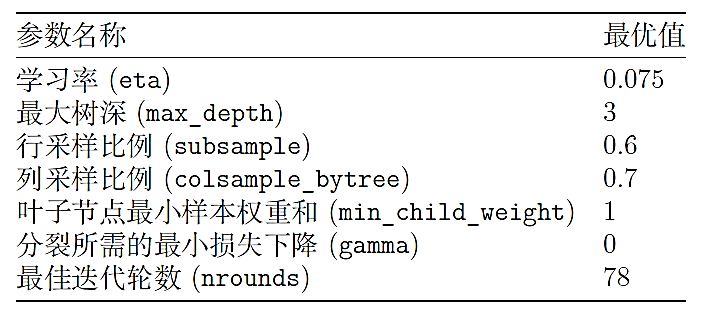 参数名称 最优值
学习率 (eta) 0.075
最大树深 (max_depth) 3
行采样比例 (subsample) 0.6
列采样比例 (colsample_bytree) 0.7
叶子节点最小样本权重和 (min_child_weight) 1
分裂所需的最小损失下降 (gamma) 0
最佳迭代轮数 (nrounds) 78